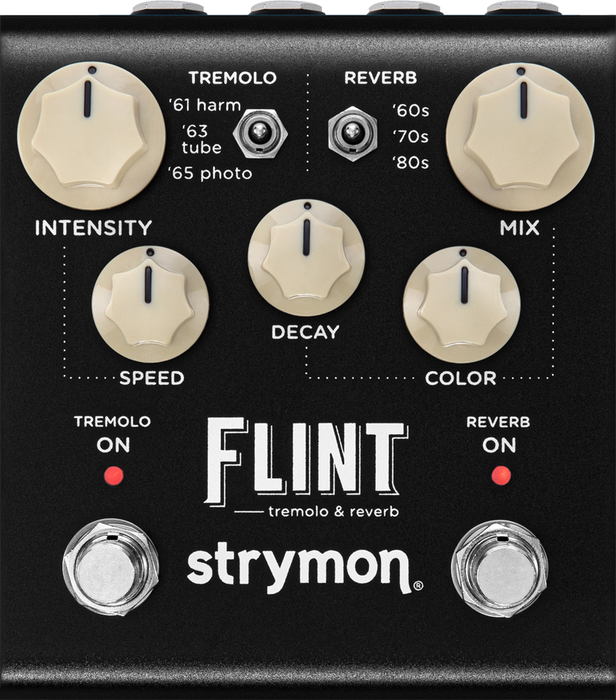 TREMOLO
REVERB
‘61 harm
‘63
tube
‘65 photo
‘60s
‘70s
‘80s
INTENSITY
MIX
DECAY
SPEED
COLOR
TREMOLO
ON
REVERB
ON
FLINT
tremolo & reverb
strymon®